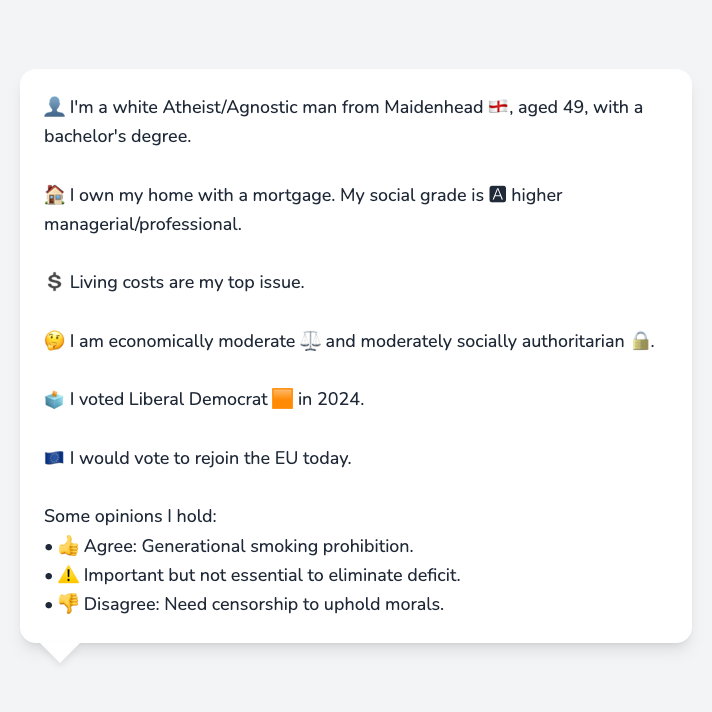 👤 I'm a white Atheist/Agnostic man from Maidenhead 🏴󠁧󠁢󠁥󠁮󠁧󠁿, aged 49, with a
bachelor's degree.
🏠 I own my home with a mortgage. My social grade is 🅰 higher
managerial/professional.
💲 Living costs are my top issue.
🤔 I am economically moderate ⚖️ and moderately socially authoritarian 🔒.
🗳️ I voted Liberal Democrat 🟧 in 2024.
🇪🇺 I would vote to rejoin the EU today.
Some opinions I hold:
• 👍 Agree: Generational smoking prohibition.
• ⚠️ Important but not essential to eliminate deficit.
• 👎 Disagree: Need censorship to uphold morals.